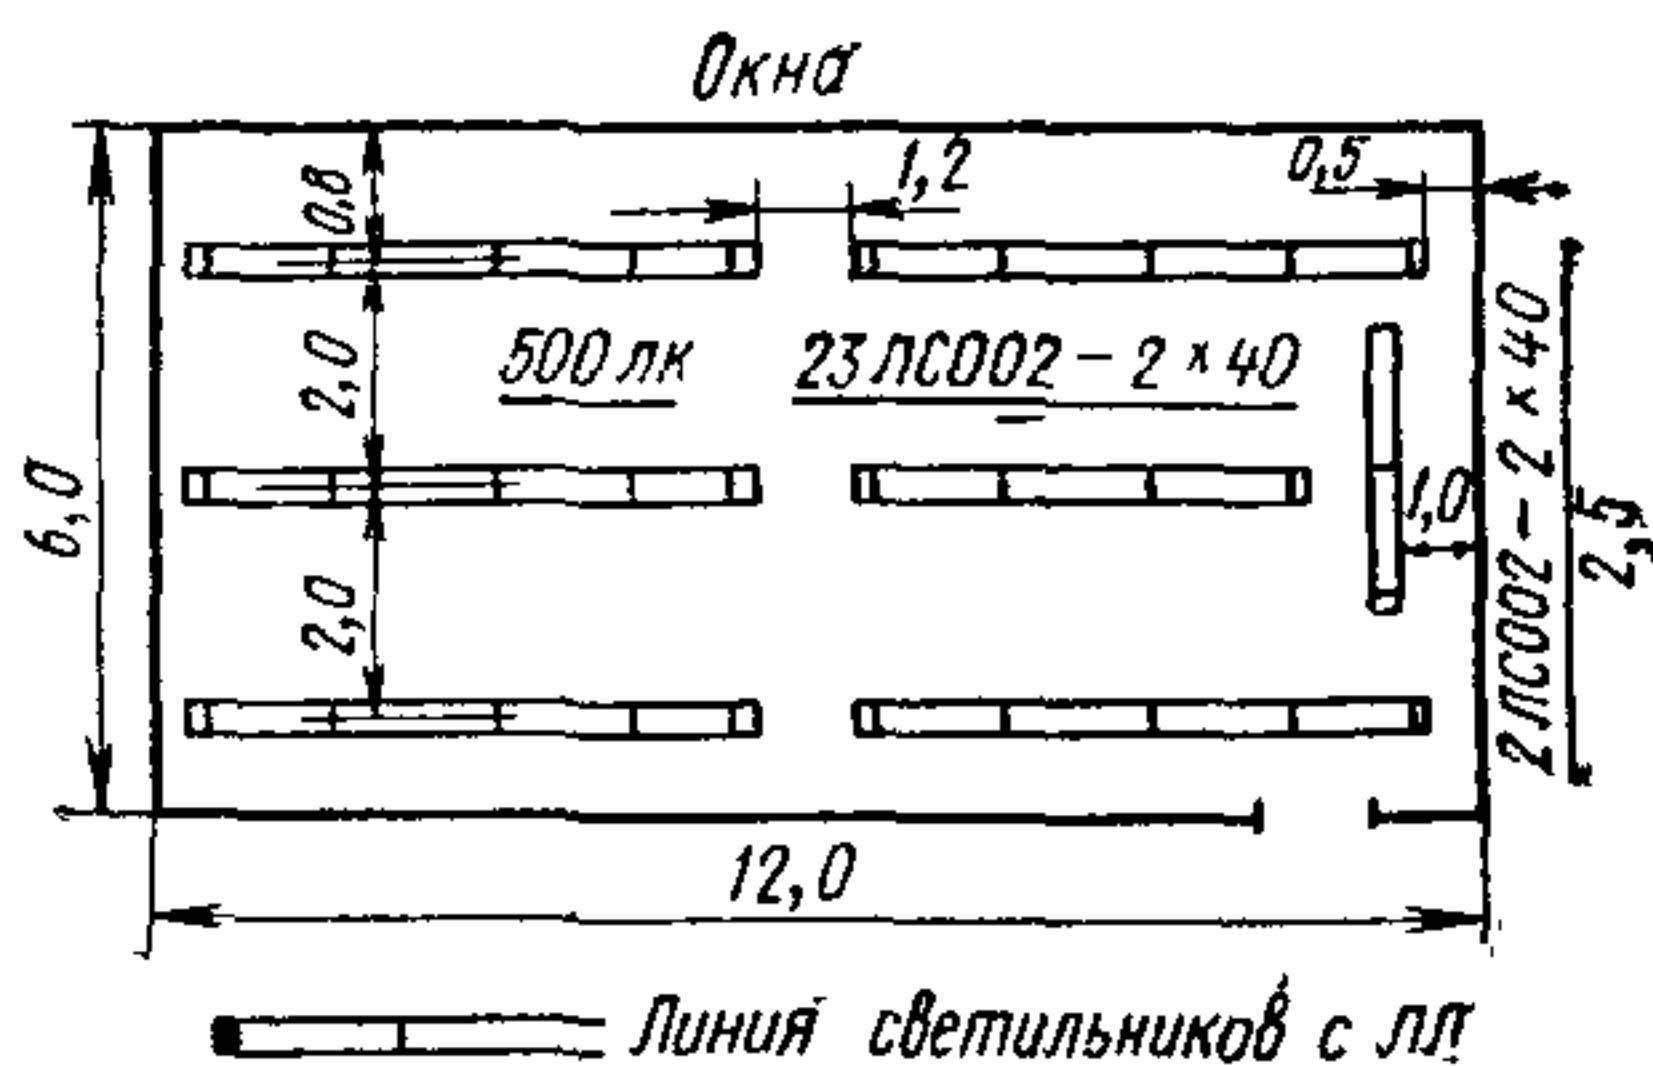 Окна
0,8
1,2
0,5
2,0
500 лк
23 ЛС002 - 2 × 40
6,0
1,0
2 ЛС002 - 2 × 40
2,5
2,0
12,0
Линия светильников с ЛЛ